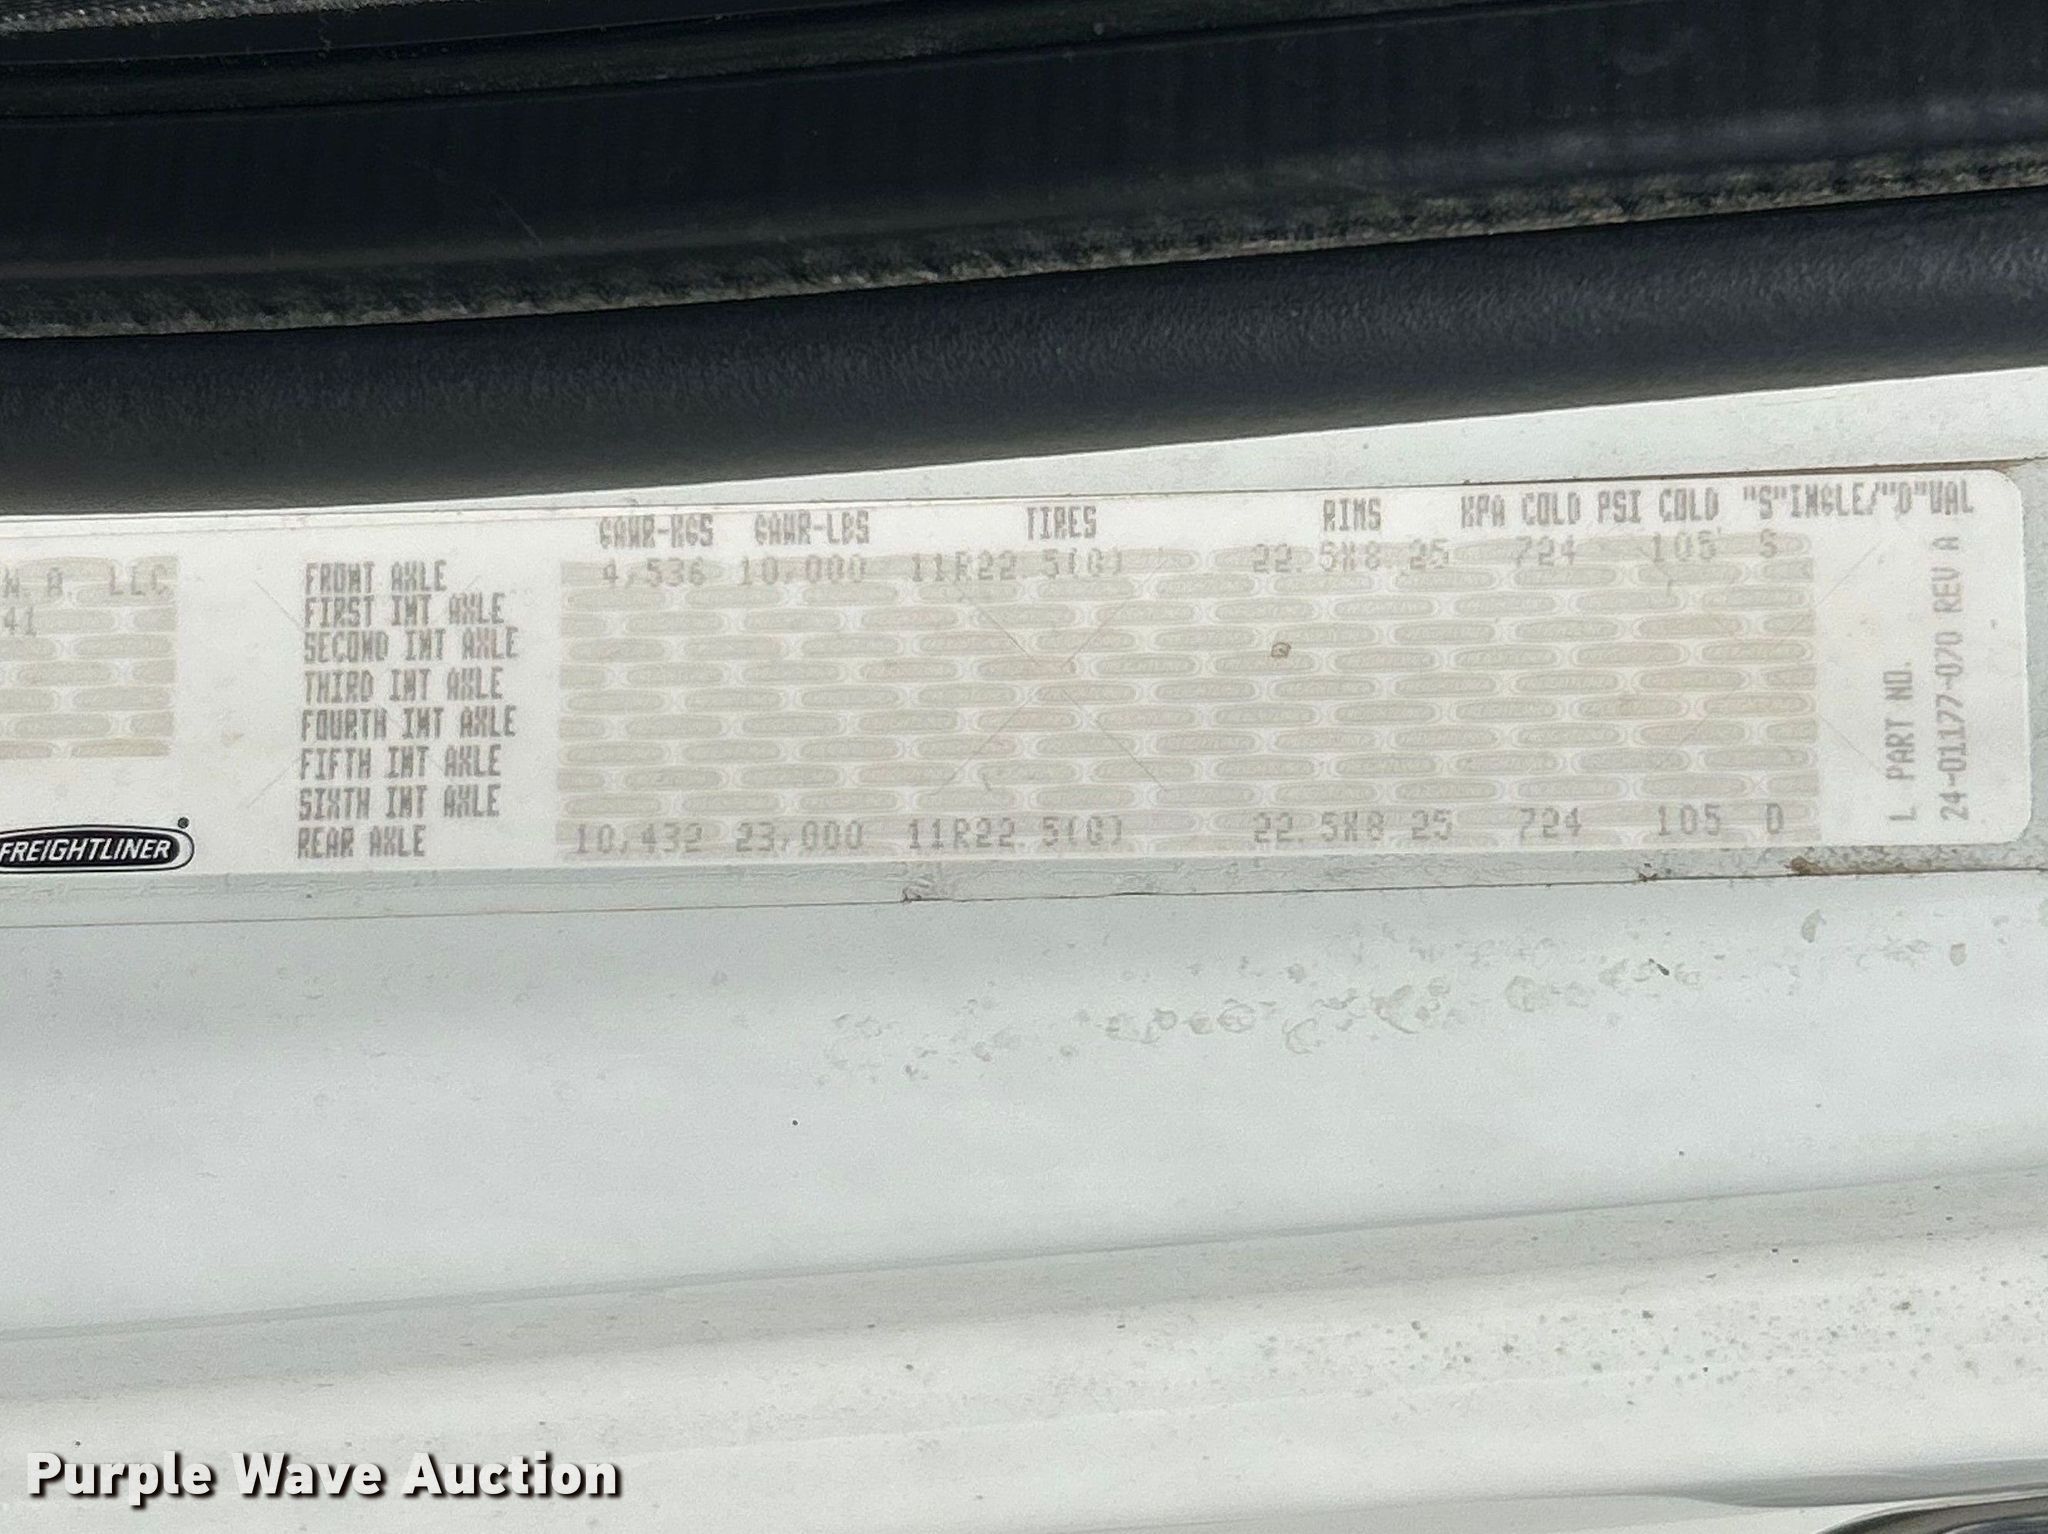 GAWR-KGS GAWR-LBS TIRES RIMS KPA COLD PSI COLD "S"INGLE/"D"UAL
N.A. LLC
41
FRONT AXLE 4,536 10,000 11R22.5(G) 22.5X8.25 724 105 S
FIRST INT AXLE
SECOND INT AXLE
THIRD INT AXLE
FOURTH INT AXLE
FIFTH INT AXLE
SIXTH INT AXLE
REAR AXLE 10,432 23,000 11R22.5(G) 22.5X8.25 724 105 D
FREIGHTLINER
L PART NO.
24-01177-070 REV A
Purple Wave Auction